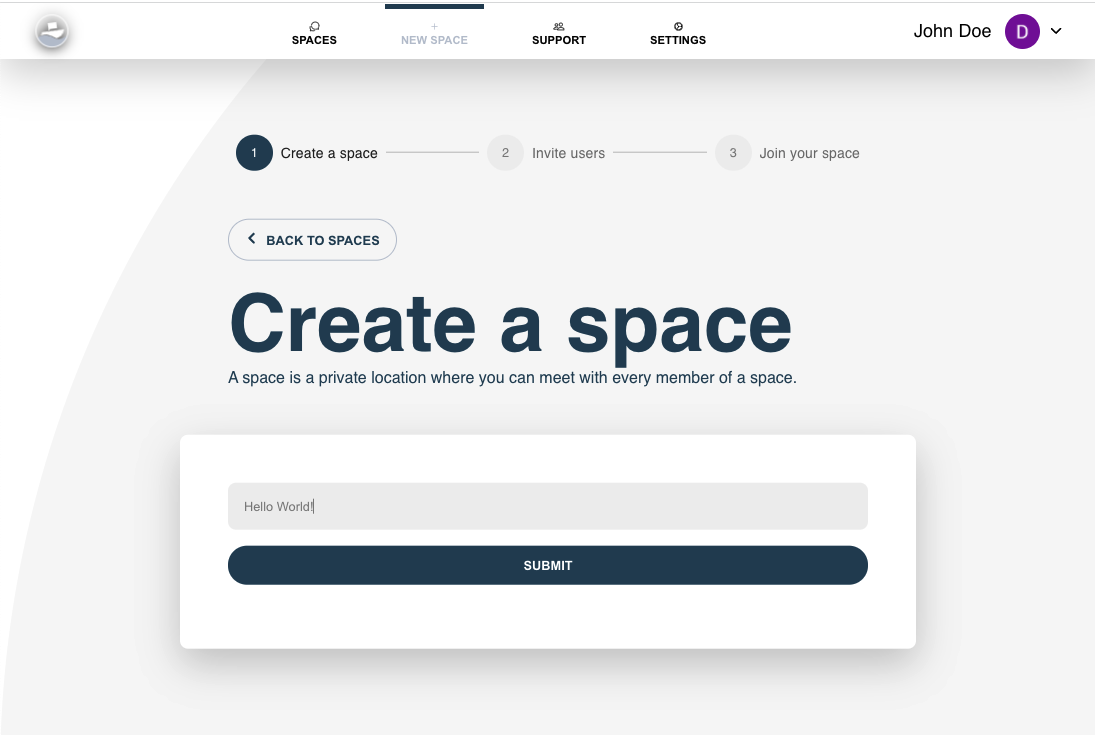 SPACES
NEW SPACE
SUPPORT
SETTINGS
John Doe
D
1 Create a space
2 Invite users
3 Join your space
BACK TO SPACES
Create a space
A space is a private location where you can meet with every member of a space.
Hello World!
SUBMIT